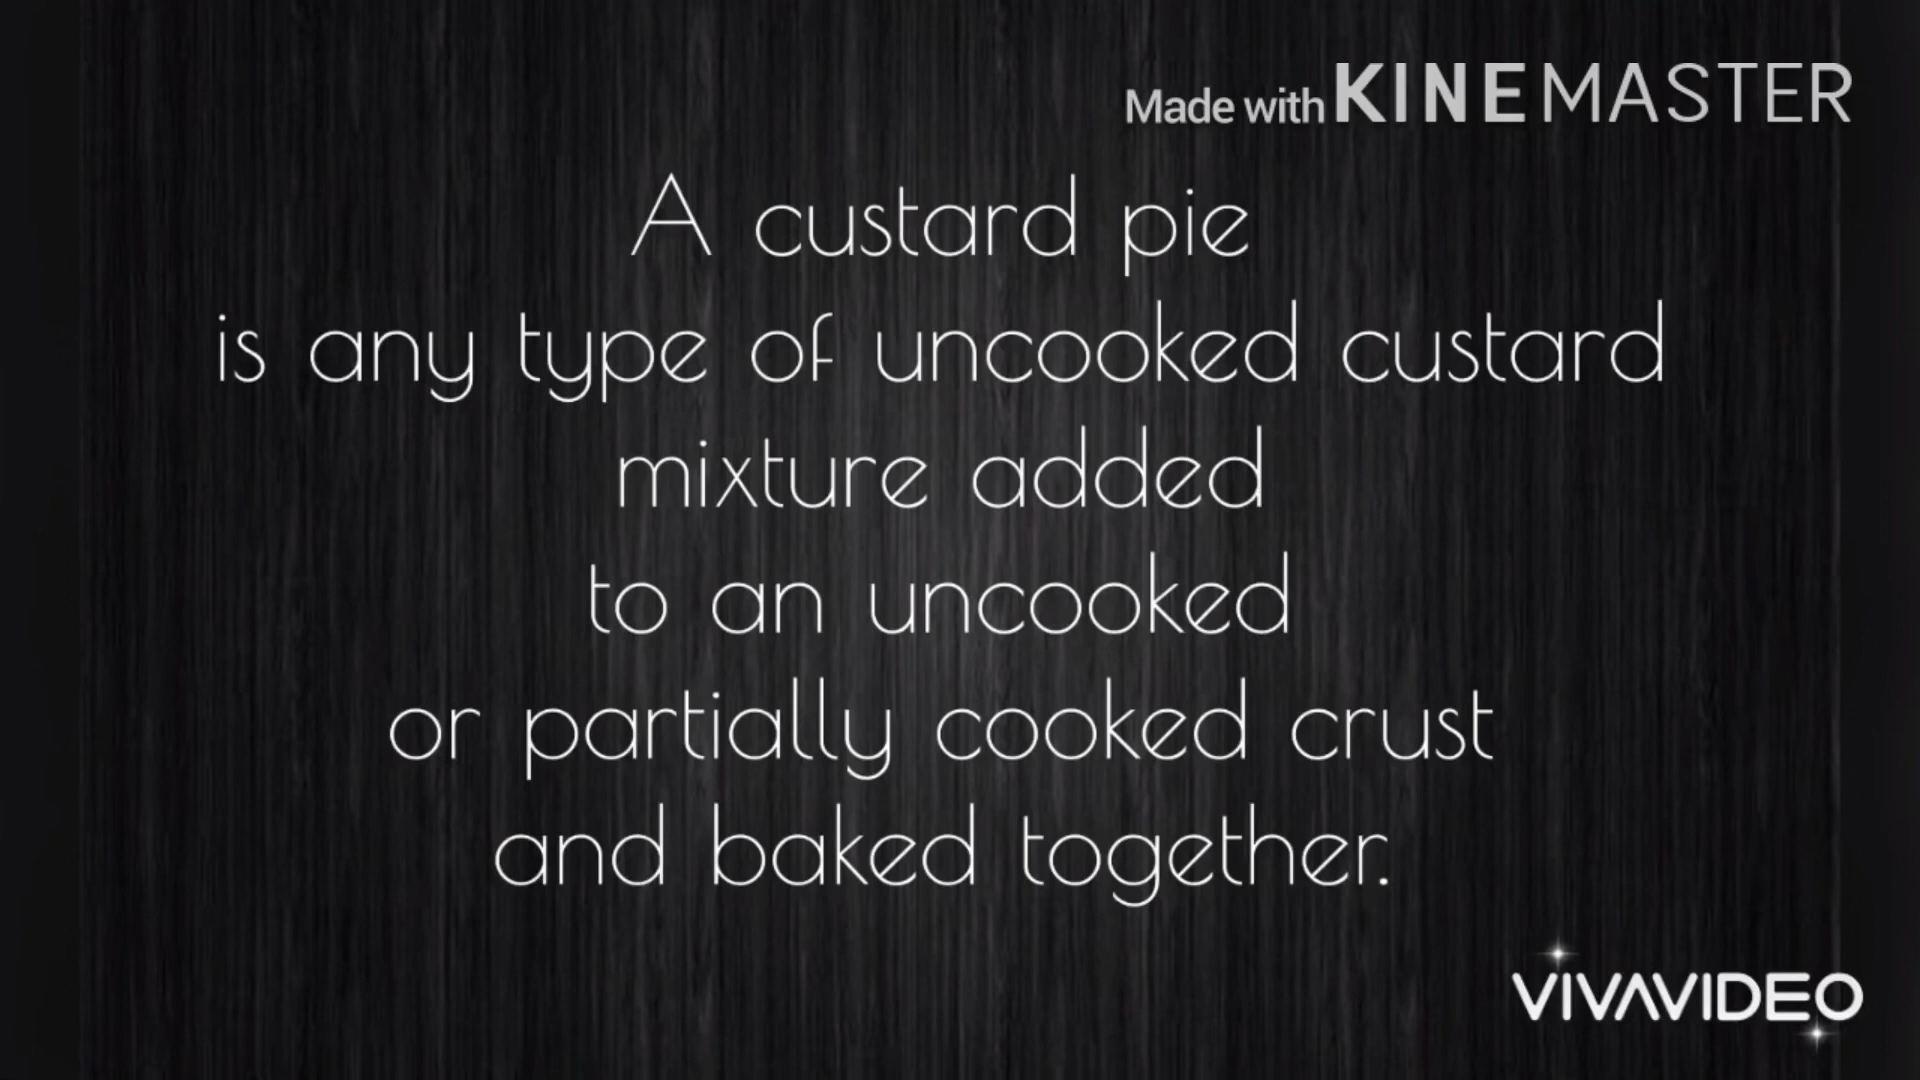 Made with KINEMASTER
A custard pie
is any type of uncooked custard
mixture added
to an uncooked
or partially cooked crust
and baked together.
VIVAVIDEO